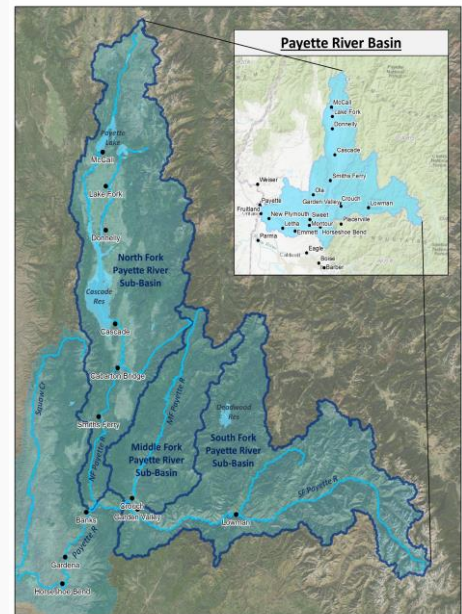 Payette River Basin
McCall
Lake Fork
Donnelly
Cascade
Smiths Ferry
Weiser
Ola
Crouch
Garden Valley
Lowman
Payette
Fruitland
New Plymouth
Sweet
Placerville
Letha
Montour
Emmett
Horseshoe Bend
Parma
Eagle
Boise
Barber
Payette
Lake
McCall
Lake Fork
Donnelly
North Fork
Payette River
Sub-Basin
Cascade
Res
Cascade
Cabarton Bridge
Squaw Cr
MF Payette R
Deadwood
Res
Smiths Ferry
NF Payette R
Middle Fork
Payette River
Sub-Basin
South Fork
Payette River
Sub-Basin
SF Payette R
Crouch
Garden Valley
Lowman
Banks
Payette R
Gardena
Horseshoe Bend